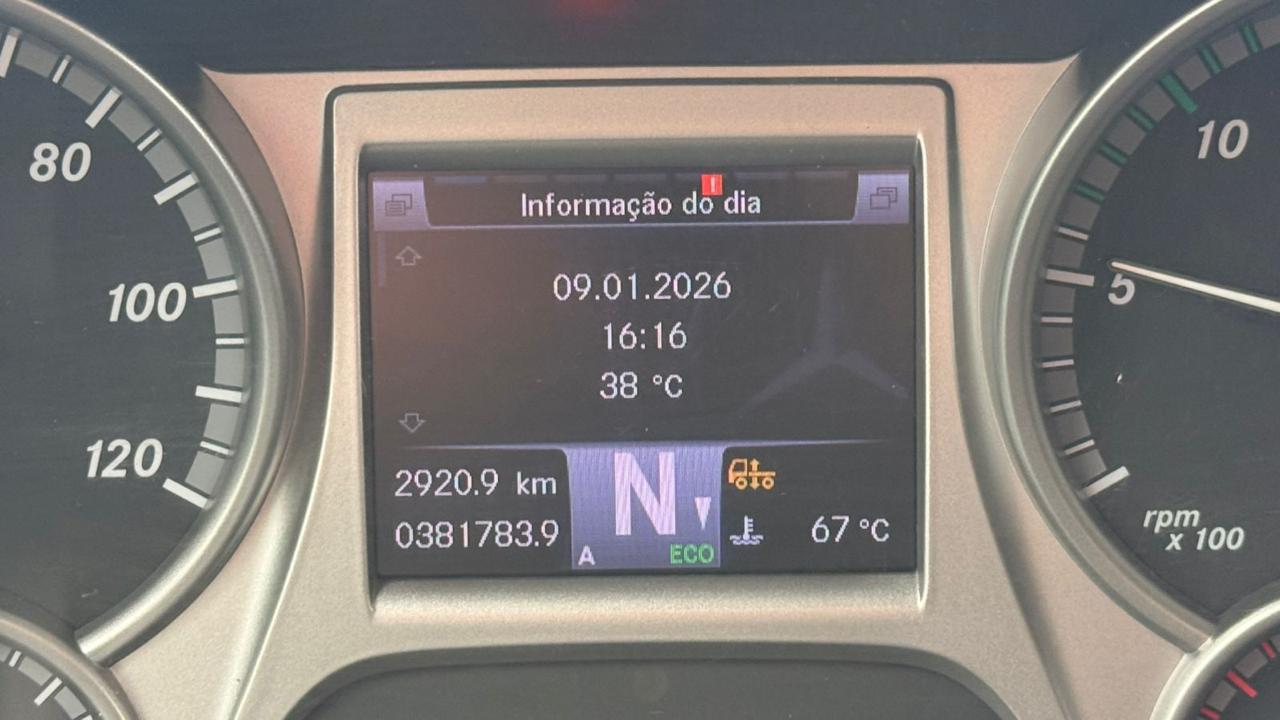 Informação do dia
09.01.2026
16:16
38 °C
2920.9 km
0381783.9
N
A
ECO
67 °C
80
100
120
10
5
rpm
x 100